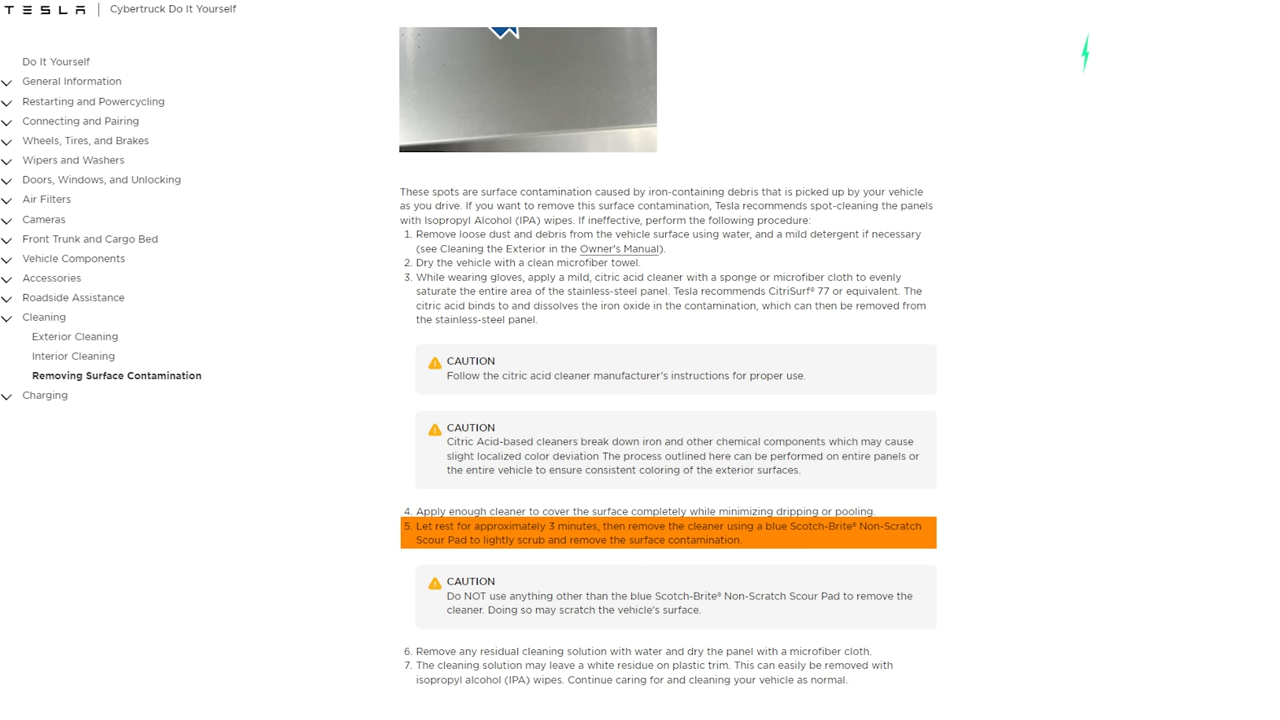 TESLA | Cybertruck Do It Yourself
Do It Yourself
General Information
Restarting and Powercycling
Connecting and Pairing
Wheels, Tires, and Brakes
Wipers and Washers
Doors, Windows, and Unlocking
Air Filters
Cameras
Front Trunk and Cargo Bed
Vehicle Components
Accessories
Roadside Assistance
Cleaning
Exterior Cleaning
Interior Cleaning
Removing Surface Contamination
Charging
These spots are surface contamination caused by iron-containing debris that is picked up by your vehicle
as you drive. If you want to remove this surface contamination, Tesla recommends spot-cleaning the panels
with Isopropyl Alcohol (IPA) wipes. If ineffective, perform the following procedure:
1. Remove loose dust and debris from the vehicle surface using water, and a mild detergent if necessary
(see Cleaning the Exterior in the Owner's Manual).
2. Dry the vehicle with a clean microfiber towel.
3. While wearing gloves, apply a mild, citric acid cleaner with a sponge or microfiber cloth to evenly
saturate the entire area of the stainless-steel panel. Tesla recommends CitriSurf® 77 or equivalent. The
citric acid binds to and dissolves the iron oxide in the contamination, which can then be removed from
the stainless-steel panel.
CAUTION
Follow the citric acid cleaner manufacturer's instructions for proper use.
CAUTION
Citric Acid-based cleaners break down iron and other chemical components which may cause
slight localized color deviation The process outlined here can be performed on entire panels or
the entire vehicle to ensure consistent coloring of the exterior surfaces.
4. Apply enough cleaner to cover the surface completely while minimizing dripping or pooling.
5. Let rest for approximately 3 minutes, then remove the cleaner using a blue Scotch-Brite® Non-Scratch
Scour Pad to lightly scrub and remove the surface contamination.
CAUTION
Do NOT use anything other than the blue Scotch-Brite® Non-Scratch Scour Pad to remove the
cleaner. Doing so may scratch the vehicle's surface.
6. Remove any residual cleaning solution with water and dry the panel with a microfiber cloth.
7. The cleaning solution may leave a white residue on plastic trim. This can easily be removed with
isopropyl alcohol (IPA) wipes. Continue caring for and cleaning your vehicle as normal.